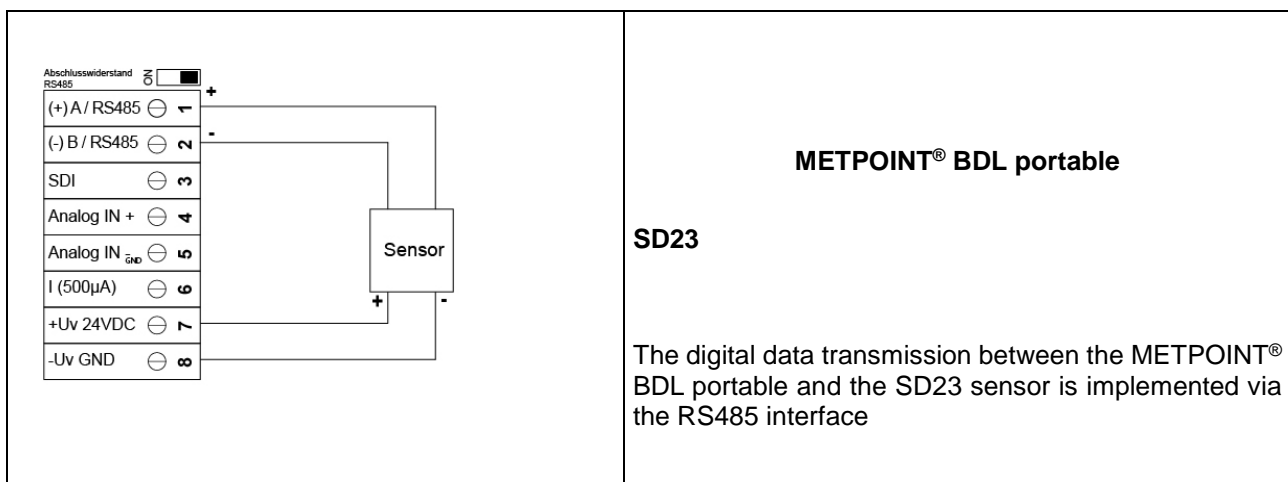 Abschlusswiderstand
RS485
ON
+
(+) A / RS485 1
-
(-) B / RS485 2
SDI 3
Analog IN + 4
Analog IN - GND 5
I (500µA) 6
+Uv 24VDC 7
-Uv GND 8
Sensor
+ -
METPOINT® BDL portable
SD23
The digital data transmission between the METPOINT®
BDL portable and the SD23 sensor is implemented via
the RS485 interface